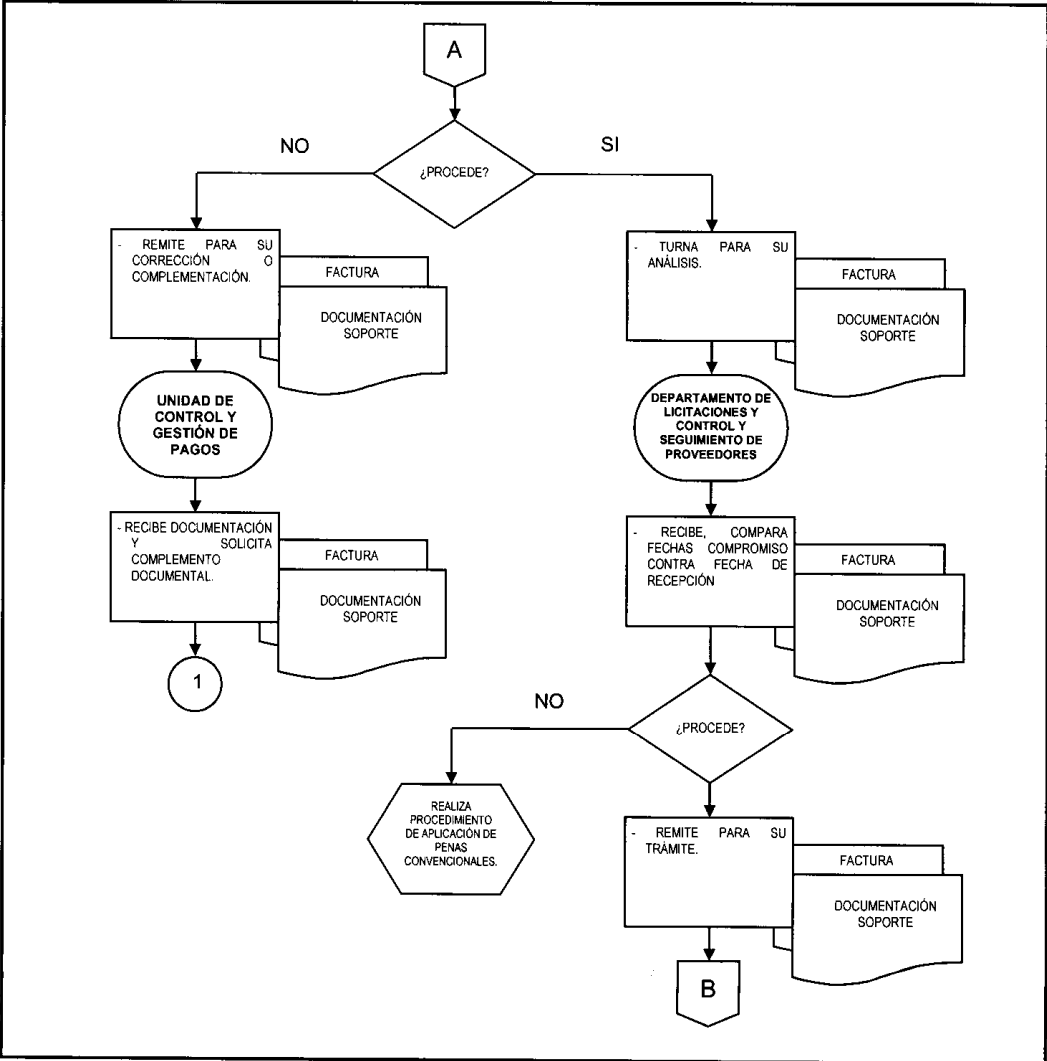 A
¿PROCEDE?
NO
SI
- REMITE PARA SU
CORRECCIÓN O
COMPLEMENTACIÓN.
FACTURA
DOCUMENTACIÓN
SOPORTE
- TURNA PARA SU
ANÁLISIS.
FACTURA
DOCUMENTACIÓN
SOPORTE
UNIDAD DE
CONTROL Y
GESTIÓN DE
PAGOS
DEPARTAMENTO DE
LICITACIONES Y
CONTROL Y
SEGUIMIENTO DE
PROVEEDORES
- RECIBE DOCUMENTACIÓN
Y SOLICITA
COMPLEMENTO
DOCUMENTAL.
FACTURA
DOCUMENTACIÓN
SOPORTE
- RECIBE, COMPARA
FECHAS COMPROMISO
CONTRA FECHA DE
RECEPCIÓN
FACTURA
DOCUMENTACIÓN
SOPORTE
1
NO
¿PROCEDE?
REALIZA
PROCEDIMIENTO
DE APLICACIÓN DE
PENAS
CONVENCIONALES.
- REMITE PARA SU
TRÁMITE.
FACTURA
DOCUMENTACIÓN
SOPORTE
B